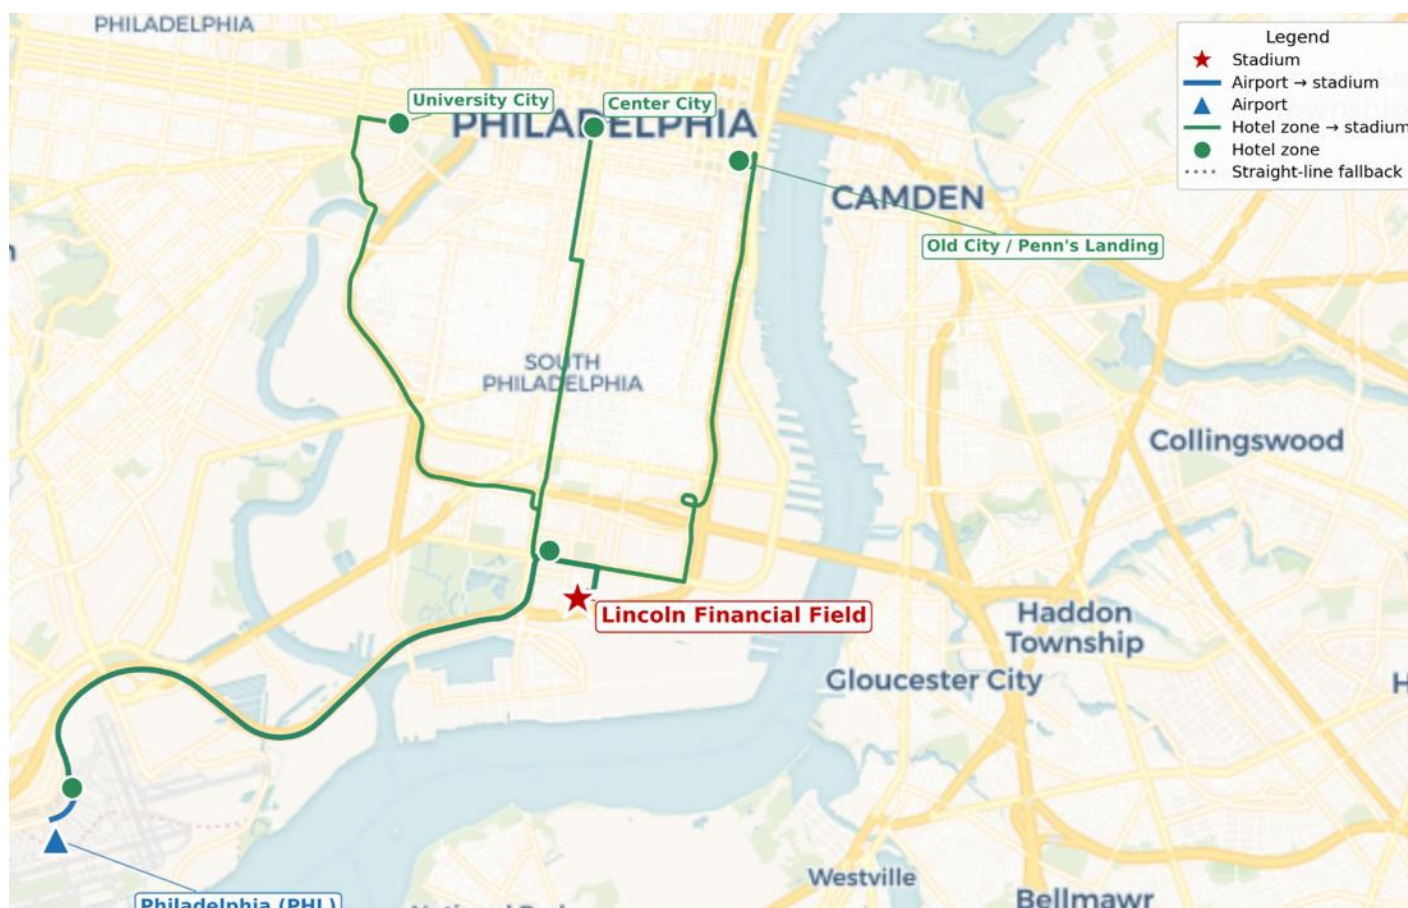 PHILADELPHIA
Legend
Stadium
Airport → stadium
Airport
Hotel zone → stadium
Hotel zone
Straight-line fallback
University City
Center City
PHILADELPHIA
CAMDEN
Old City / Penn's Landing
SOUTH
PHILADELPHIA
Collingswood
Lincoln Financial Field
Haddon
Township
Gloucester City
H
Westville
Bellmawr
Philadelphia (PHL)